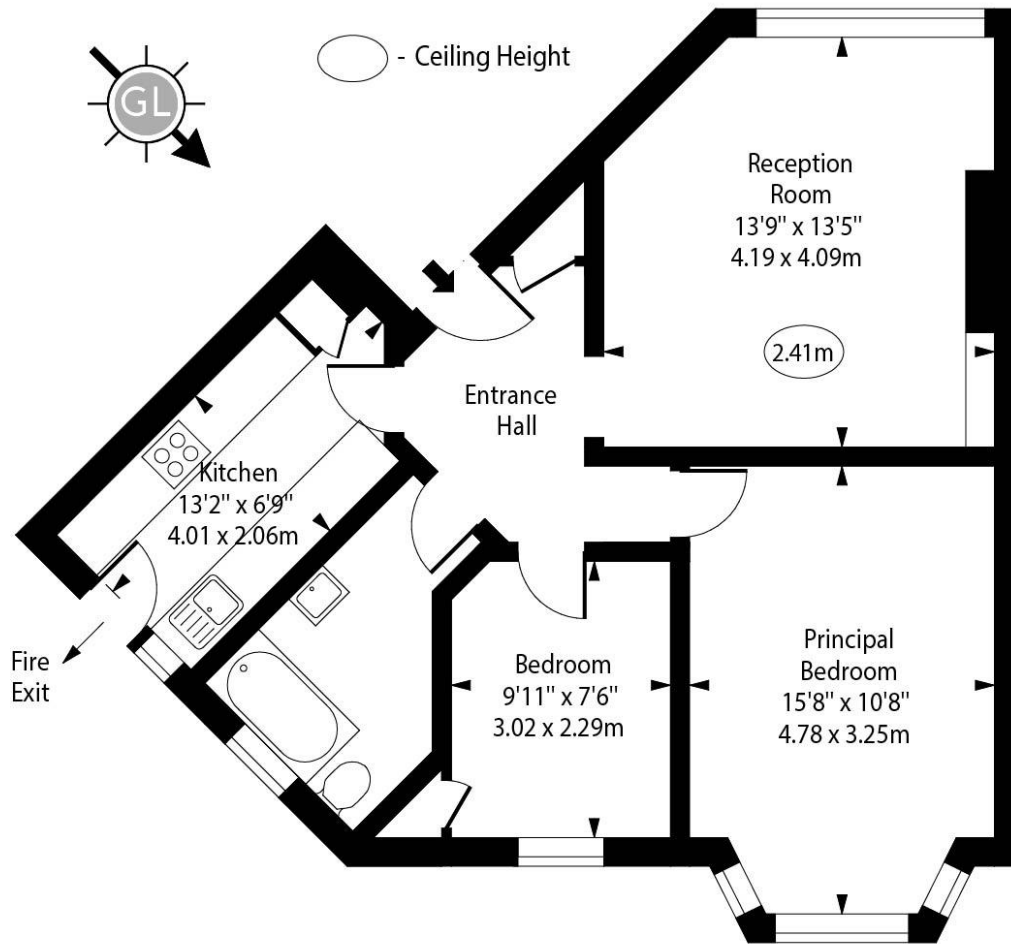 GL
- Ceiling Height
Reception
Room
13'9" x 13'5"
4.19 x 4.09m
2.41m
Entrance
Hall
Kitchen
13'2" x 6'9"
4.01 x 2.06m
Fire
Exit
Bedroom
9'11" x 7'6"
3.02 x 2.29m
Principal
Bedroom
15'8" x 10'8"
4.78 x 3.25m